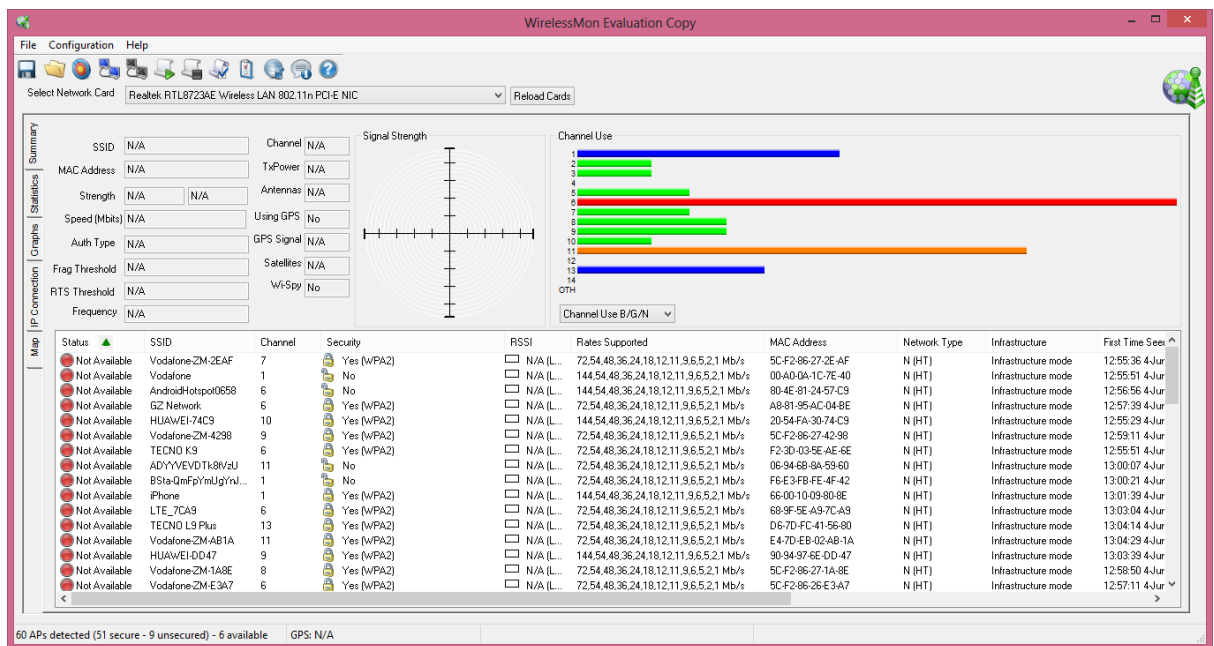 WirelessMon Evaluation Copy
File Configuration Help
Select Network Card Realtek RTL8723AE Wireless LAN 802.11n PCI-E NIC Reload Cards
Summary
Statistics
Graphs
IP Connection
Map
SSID N/A
MAC Address N/A
Strength N/A N/A
Speed (Mbits) N/A
Auth Type N/A
Frag Threshold N/A
RTS Threshold N/A
Frequency N/A
Channel N/A
TxPower N/A
Antennas N/A
Using GPS No
GPS Signal N/A
Satellites N/A
Wi-Spy No
Signal Strength
Channel Use
1
2
3
4
5
6
7
8
9
10
11
12
13
14
OTH
Channel Use B/G/N
Status SSID Channel Security RSSI Rates Supported MAC Address Network Type Infrastructure First Time See
Not Available Vodafone-ZM-2EAF 7 Yes (WPA2) N/A (L... 72,54,48,36,24,18,12,11,9,6,5,2,1 Mb/s 5C-F2-86-27-2E-AF N (HT) Infrastructure mode 12:55:36 4-Jur
Not Available Vodafone 1 No N/A (L... 144,54,48,36,24,18,12,11,9,6,5,2,1 Mb/s 00-A0-0A-1C-7E-40 N (HT) Infrastructure mode 12:55:51 4-Jur
Not Available AndroidHotspot0658 6 No N/A (L... 144,54,48,36,24,18,12,11,9,6,5,2,1 Mb/s 80-4E-81-24-57-C9 N (HT) Infrastructure mode 12:56:56 4-Jur
Not Available GZ Network 6 Yes (WPA2) N/A (L... 72,54,48,36,24,18,12,11,9,6,5,2,1 Mb/s A8-81-95-AC-04-BE N (HT) Infrastructure mode 12:57:39 4-Jur
Not Available HUAWEI-74C9 10 Yes (WPA2) N/A (L... 144,54,48,36,24,18,12,11,9,6,5,2,1 Mb/s 20-54-FA-30-74-C9 N (HT) Infrastructure mode 12:55:29 4-Jur
Not Available Vodafone-ZM-4298 9 Yes (WPA2) N/A (L... 72,54,48,36,24,18,12,11,9,6,5,2,1 Mb/s 5C-F2-86-27-42-98 N (HT) Infrastructure mode 12:59:11 4-Jur
Not Available TECNO K9 6 Yes (WPA2) N/A (L... 72,54,48,36,24,18,12,11,9,6,5,2,1 Mb/s F2-3D-03-5E-AE-6E N (HT) Infrastructure mode 12:55:51 4-Jur
Not Available ADYYVEVDTk8tVzU 11 No N/A (L... 72,54,48,36,24,18,12,11,9,6,5,2,1 Mb/s 06-94-6B-8A-59-60 N (HT) Infrastructure mode 13:00:07 4-Jur
Not Available BSta-QmFpYmUgYnJ... 1 No N/A (L... 72,54,48,36,24,18,12,11,9,6,5,2,1 Mb/s F6-E3-FB-FE-4F-42 N (HT) Infrastructure mode 13:00:21 4-Jur
Not Available iPhone 1 Yes (WPA2) N/A (L... 144,54,48,36,24,18,12,11,9,6,5,2,1 Mb/s 66-00-10-09-80-8E N (HT) Infrastructure mode 13:01:39 4-Jur
Not Available LTE_7CA9 6 Yes (WPA2) N/A (L... 72,54,48,36,24,18,12,11,9,6,5,2,1 Mb/s 68-9F-5E-A9-7C-A9 N (HT) Infrastructure mode 13:03:04 4-Jur
Not Available TECNO L9 Plus 13 Yes (WPA2) N/A (L... 72,54,48,36,24,18,12,11,9,6,5,2,1 Mb/s D6-7D-FC-41-56-80 N (HT) Infrastructure mode 13:04:14 4-Jur
Not Available Vodafone-ZM-AB1A 11 Yes (WPA2) N/A (L... 72,54,48,36,24,18,12,11,9,6,5,2,1 Mb/s E4-7D-EB-02-AB-1A N (HT) Infrastructure mode 13:04:29 4-Jur
Not Available HUAWEI-DD47 9 Yes (WPA2) N/A (L... 144,54,48,36,24,18,12,11,9,6,5,2,1 Mb/s 90-94-97-6E-DD-47 N (HT) Infrastructure mode 13:03:39 4-Jur
Not Available Vodafone-ZM-1A8E 8 Yes (WPA2) N/A (L... 72,54,48,36,24,18,12,11,9,6,5,2,1 Mb/s 5C-F2-86-27-1A-8E N (HT) Infrastructure mode 12:58:50 4-Jur
Not Available Vodafone-ZM-E3A7 6 Yes (WPA2) N/A (L... 72,54,48,36,24,18,12,11,9,6,5,2,1 Mb/s 5C-F2-86-26-E3-A7 N (HT) Infrastructure mode 12:57:11 4-Jur
60 APs detected (51 secure - 9 unsecured) - 6 available GPS: N/A